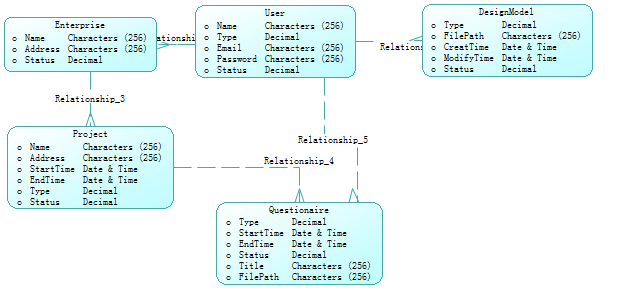 Enterprise
o Name Characters (256)
o Address Characters (256)
o Status Decimal
User
o Name Characters (256)
o Type Decimal
o Email Characters (256)
o Password Characters (256)
o Status Decimal
DesignModel
o Type Decimal
o FilePath Characters (256)
o CreatTime Date & Time
o ModifyTime Date & Time
o Status Decimal
Relationship_3
Project
o Name Characters (256)
o Address Characters (256)
o StartTime Date & Time
o EndTime Date & Time
o Type Decimal
o Status Decimal
Relationship_5
Relationship_4
Questionaire
o Type Decimal
o StartTime Date & Time
o EndTime Date & Time
o Status Decimal
o Title Characters (256)
o FilePath Characters (256)